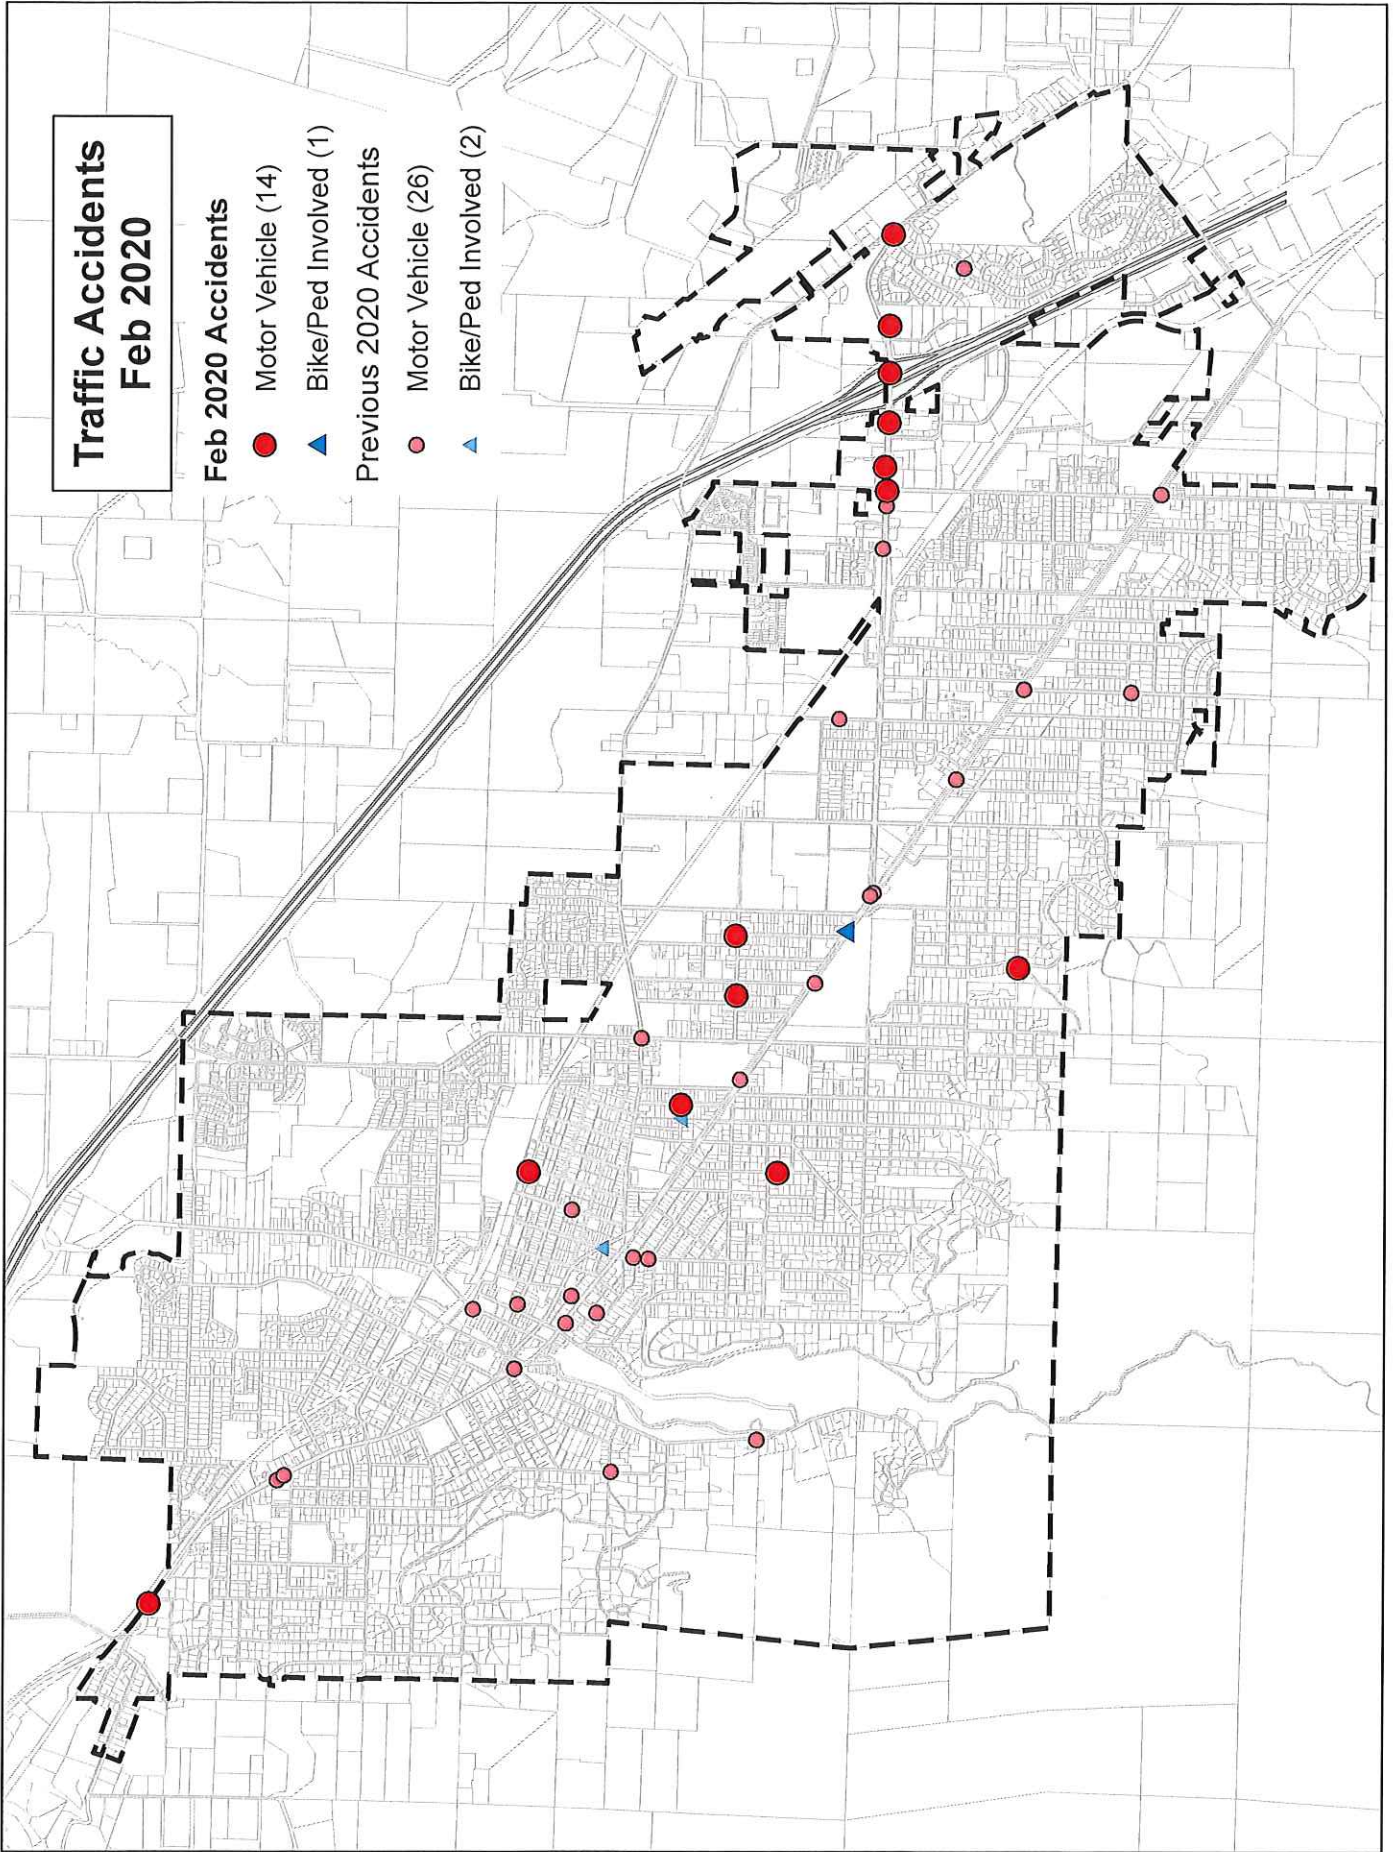 Traffic Accidents
Feb 2020
Feb 2020 Accidents
Motor Vehicle (14)
Bike/Ped Involved (1)
Previous 2020 Accidents
Motor Vehicle (26)
Bike/Ped Involved (2)